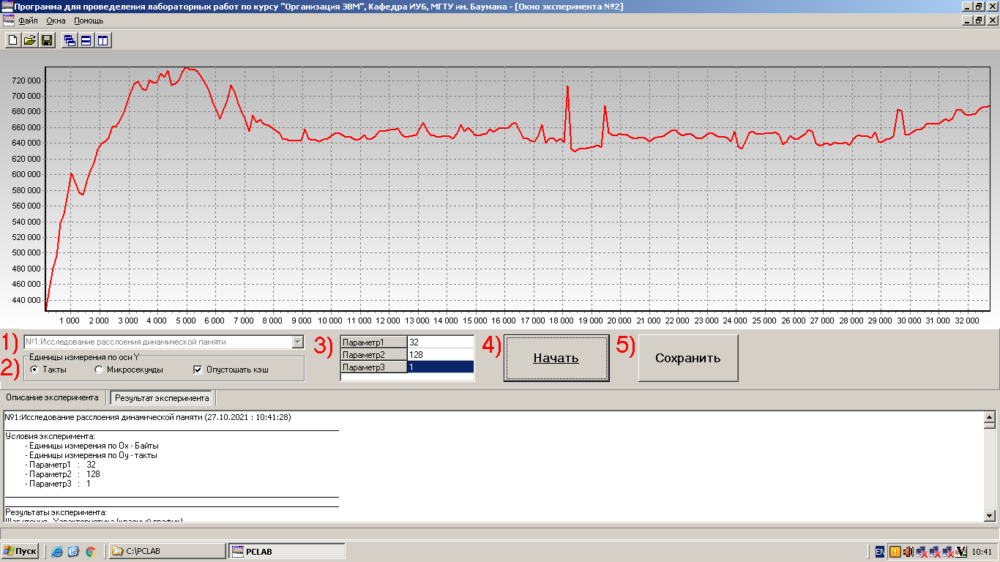 Программа для проведения лабораторных работ по курсу "Организация ЭВМ", Кафедра ИУ6, МГТУ им. Баумана - [Окно эксперимента №2]
Файл Окна Помощь
720 000
700 000
680 000
660 000
640 000
620 000
600 000
580 000
560 000
540 000
520 000
500 000
480 000
460 000
440 000
1 000 2 000 3 000 4 000 5 000 6 000 7 000 8 000 9 000 10 000 11 000 12 000 13 000 14 000 15 000 16 000 17 000 18 000 19 000 20 000 21 000 22 000 23 000 24 000 25 000 26 000 27 000 28 000 29 000 30 000 31 000 32 000
1) №1:Исследование расслоения динамической памяти
2) Единицы измерения по оси Y
Такты Микросекунды Опустошать кэш
3) Параметр1 32
Параметр2 128
Параметр3 1
4) Начать
5) Сохранить
Описание эксперимента Результат эксперимента
№1:Исследование расслоения динамической памяти (27.10.2021 : 10:41:28)
Условия эксперимента:
- Единицы измерения по Ox - Байты
- Единицы измерения по Oy - такты
- Параметр1 : 32
- Параметр2 : 128
- Параметр3 : 1
Результаты эксперимента:
Шаг чтения - Характеристика (красный график)
Пуск C:\PCLAB PCLAB EN 10:41